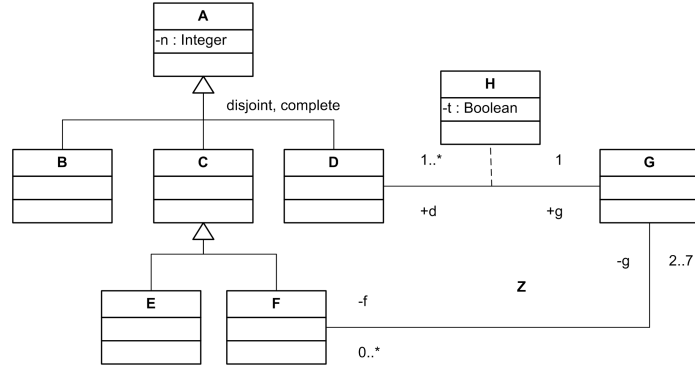 A
-n : Integer
disjoint, complete
H
-t : Boolean
B
C
D
1..*
1
G
+d
+g
-g
2..7
Z
E
F
-f
0..*